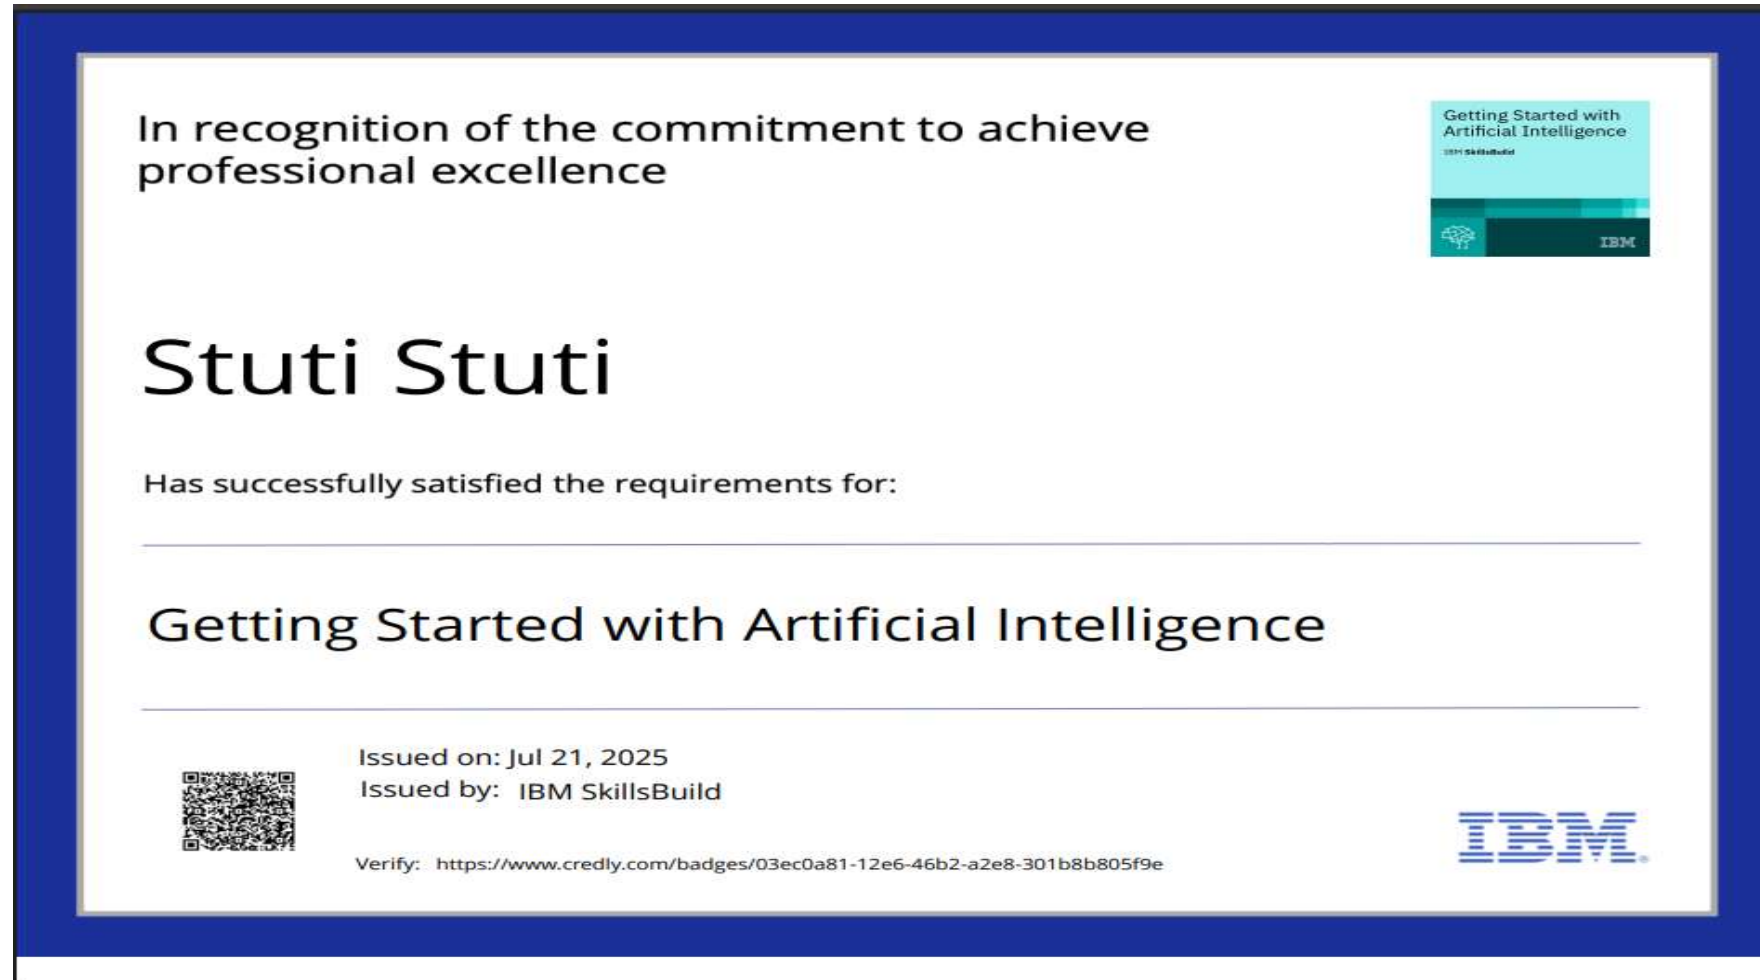 In recognition of the commitment to achieve
professional excellence
Getting Started with
Artificial Intelligence
IBM SkillsBuild
IBM
Stuti Stuti
Has successfully satisfied the requirements for:
Getting Started with Artificial Intelligence
Issued on: Jul 21, 2025
Issued by: IBM SkillsBuild
Verify: https://www.credly.com/badges/03ec0a81-12e6-46b2-a2e8-301b8b805f9e
IBM.